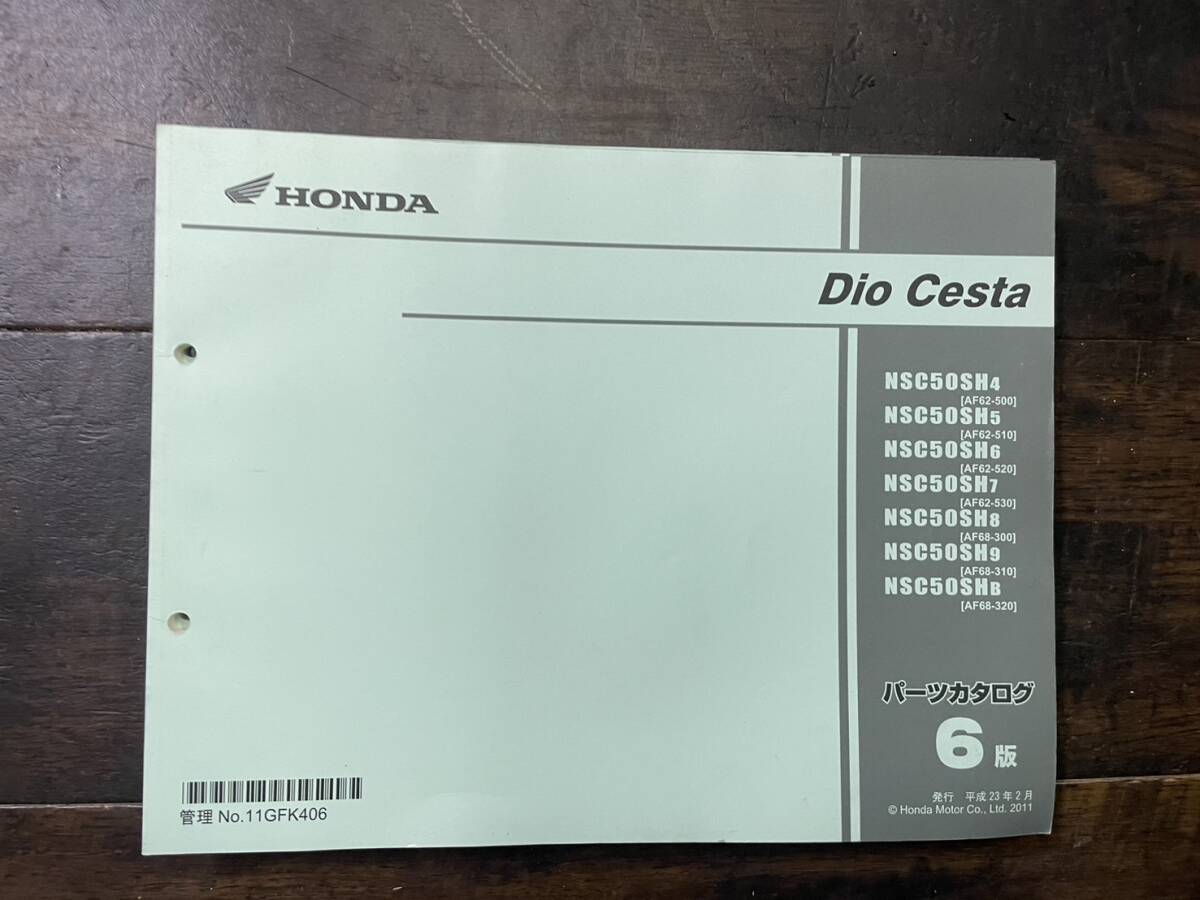 HONDA
Dio Cesta
NSC50SH4
[AF62-500]
NSC50SH5
[AF62-510]
NSC50SH6
[AF62-520]
NSC50SH7
[AF62-530]
NSC50SH8
[AF68-300]
NSC50SH9
[AF68-310]
NSC50SHB
[AF68-320]
パーツカタログ
6版
発行 平成23年2月
© Honda Motor Co., Ltd. 2011
管理 No.11GFK406